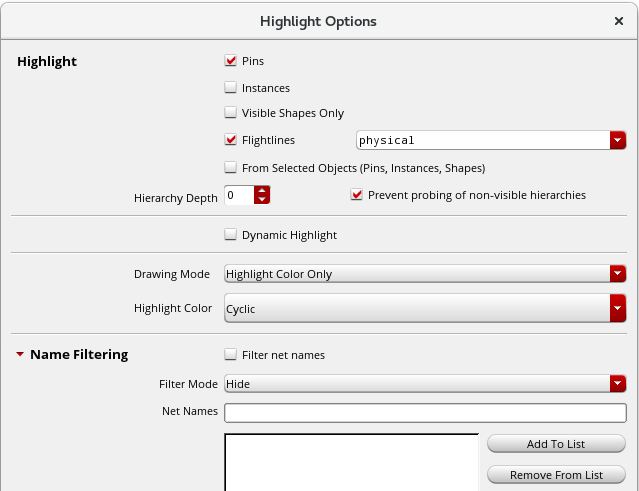 Highlight Options
Highlight
Pins
Instances
Visible Shapes Only
Flightlines physical
From Selected Objects (Pins, Instances, Shapes)
Hierarchy Depth 0 Prevent probing of non-visible hierarchies
Dynamic Highlight
Drawing Mode Highlight Color Only
Highlight Color Cyclic
Name Filtering Filter net names
Filter Mode Hide
Net Names
Add To List
Remove From List